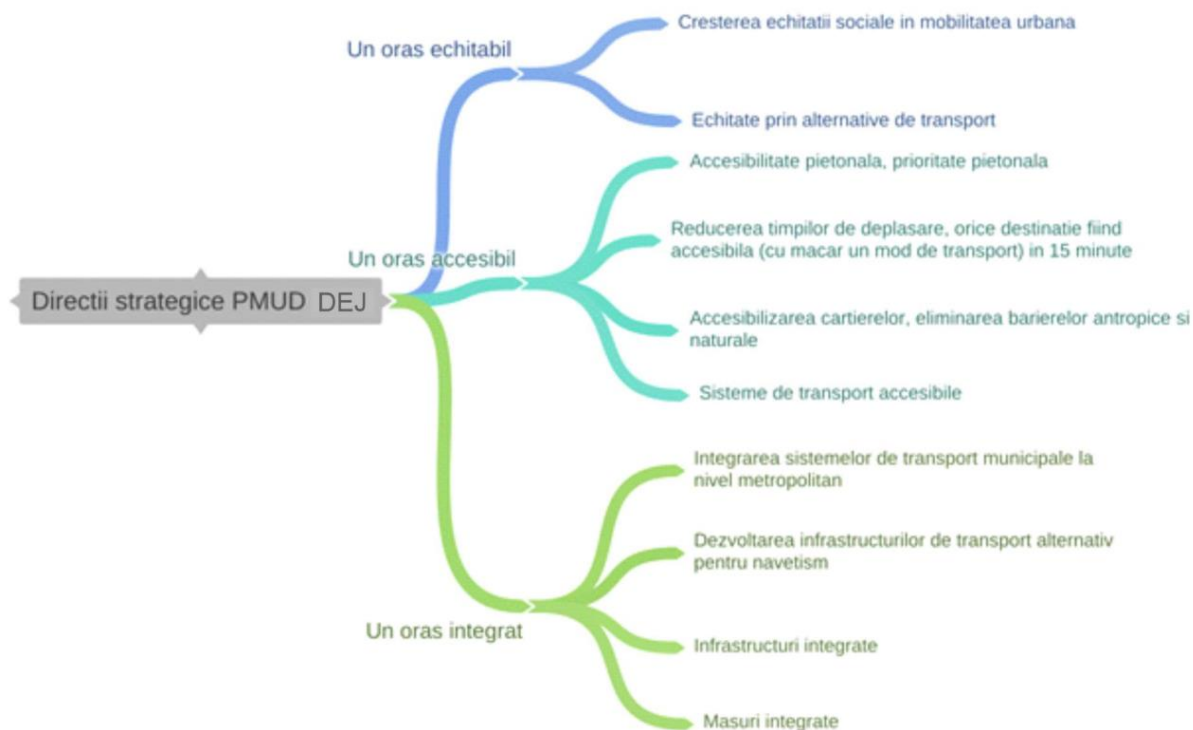 Directii strategice PMUD DEJ
Un oras echitabil
Cresterea echitatii sociale in mobilitatea urbana
Echitate prin alternative de transport
Un oras accesibil
Accesibilitate pietonala, prioritate pietonala
Reducerea timpilor de deplasare, orice destinatie fiind
accesibila (cu macar un mod de transport) in 15 minute
Accesibilizarea cartierelor, eliminarea barierelor antropice si
naturale
Sisteme de transport accesibile
Un oras integrat
Integrarea sistemelor de transport municipale la
nivel metropolitan
Dezvoltarea infrastructurilor de transport alternativ
pentru navetism
Infrastructuri integrate
Masuri integrate